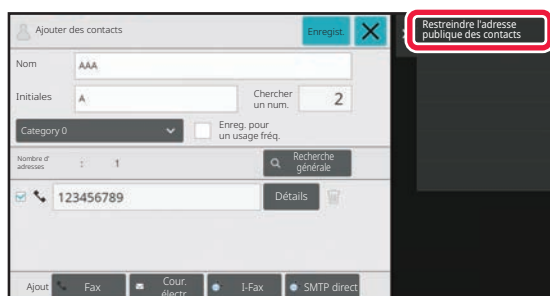 Ajouter des contacts
Enregist.
Restreindre l'adresse
publique des contacts
Nom
AAA
Initiales
A
Chercher
un num.
2
Category 0
Enreg. pour
un usage fréq.
Nombre d'
adresses
: 1
Recherche
générale
123456789
Détails
Ajout
Fax
Cour.
électr.
I-Fax
SMTP direct